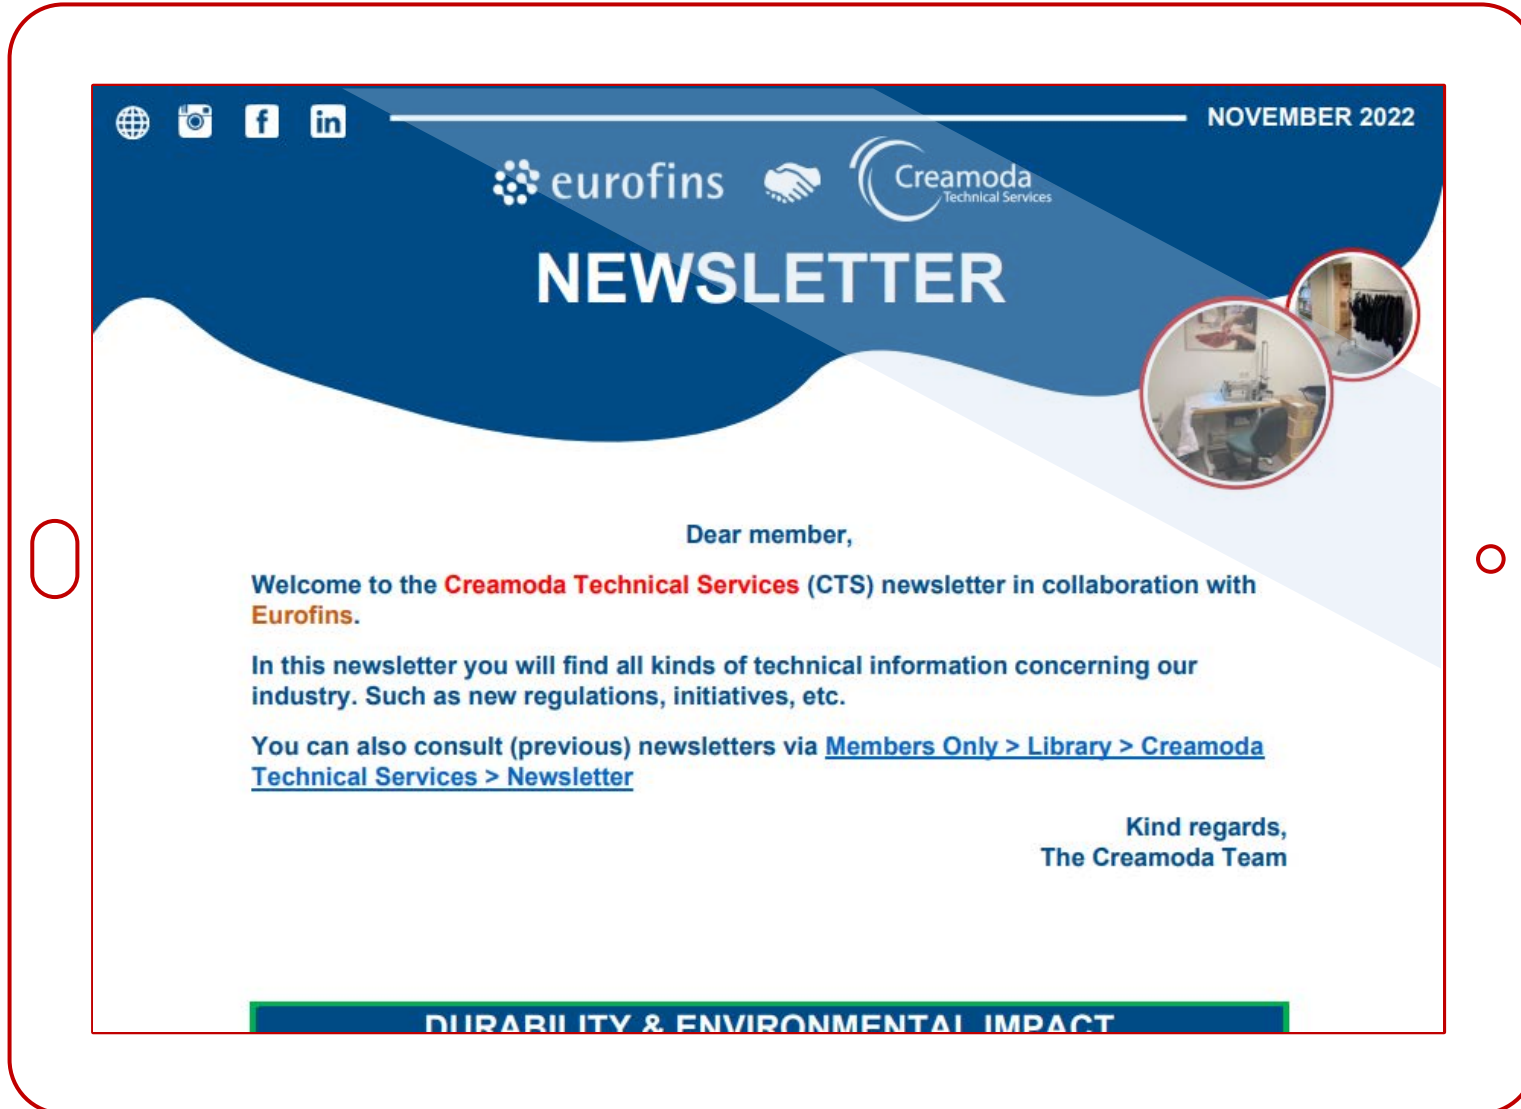 NOVEMBER 2022
eurofins
Creamoda
Technical Services
NEWSLETTER
Dear member,
Welcome to the Creamoda Technical Services (CTS) newsletter in collaboration with
Eurofins.
In this newsletter you will find all kinds of technical information concerning our
industry. Such as new regulations, initiatives, etc.
You can also consult (previous) newsletters via Members Only > Library > Creamoda
Technical Services > Newsletter
Kind regards,
The Creamoda Team
DURABILITY & ENVIRONMENTAL IMPACT